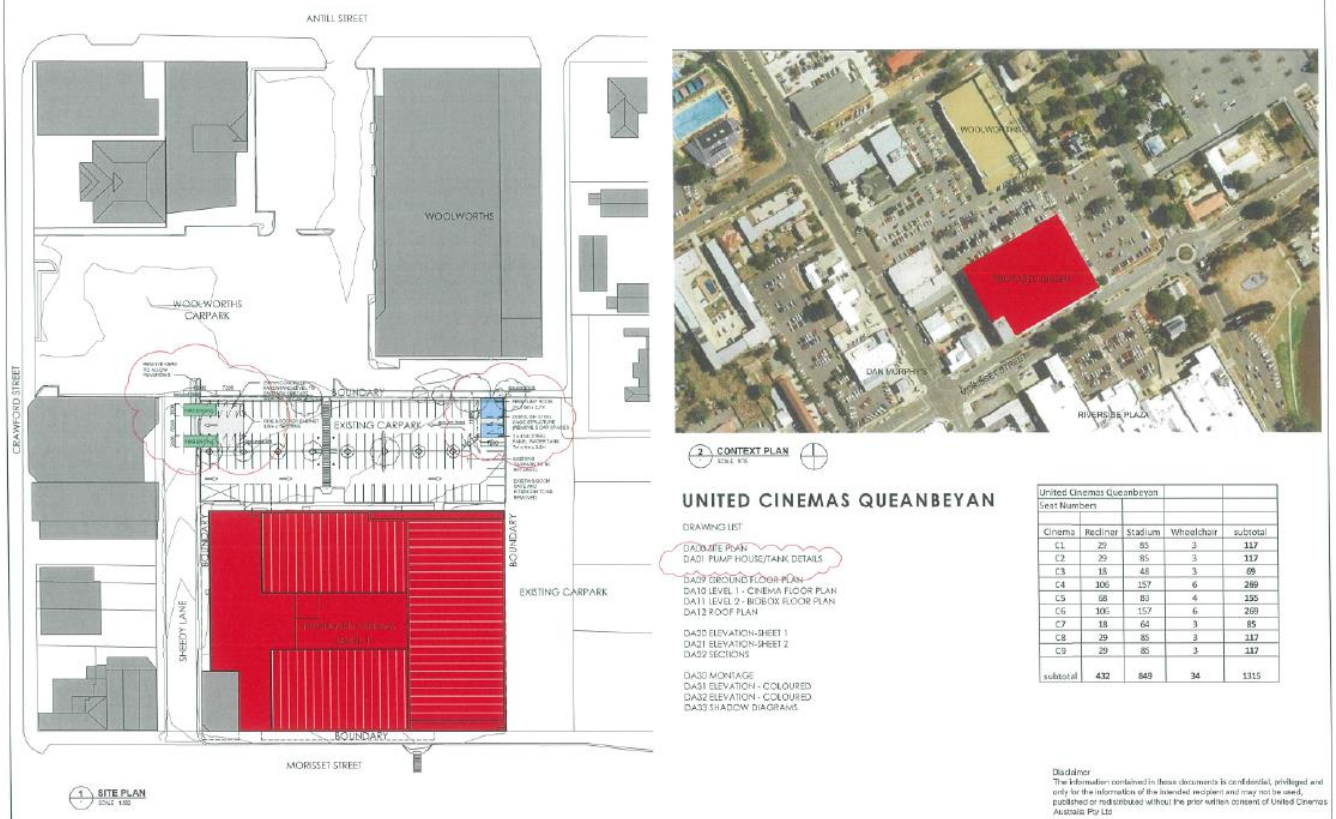 ANTILL STREET
WOOLWORTHS
WOOLWORTHS
CARPARK
CRAWFORD STREET
BOUNDARY
EXISTING CARPARK
BOUNDARY
BOUNDARY
EXISTING CARPARK
SHEEDY LANE
BOUNDARY
MORISSET STREET
1 SITE PLAN
WOOLWORTHS
DAN MURPHY'S
MORISSET STREET
RIVERSIDE PLAZA
2 CONTEXT PLAN
UNITED CINEMAS QUEANBEYAN
DRAWING LIST
DA00 SITE PLAN
DA01 PUMP HOUSE/TANK DETAILS
DA09 GROUND FLOOR PLAN
DA10 LEVEL 1 - CINEMA FLOOR PLAN
DA11 LEVEL 2 - BIOBOX FLOOR PLAN
DA12 ROOF PLAN
DA20 ELEVATION-SHEET 1
DA21 ELEVATION-SHEET 2
DA22 SECTIONS
DA30 MONTAGE
DA31 ELEVATION - COLOURED
DA32 ELEVATION - COLOURED
DA33 SHADOW DIAGRAMS
United Cinemas Queanbeyan
Seat Numbers
Cinema Recliner Stadium Wheelchair subtotal
C1 29 85 3 117
C2 29 85 3 117
C3 18 48 3 69
C4 106 157 6 269
C5 68 83 4 155
C6 106 157 6 269
C7 18 64 3 85
C8 29 85 3 117
C9 29 85 3 117
subtotal 432 849 34 1315
Disclaimer
The information contained in these documents is confidential, privileged and
only for the information of the intended recipient and may not be used,
published or redistributed without the prior written consent of United Cinemas
Australia Pty Ltd